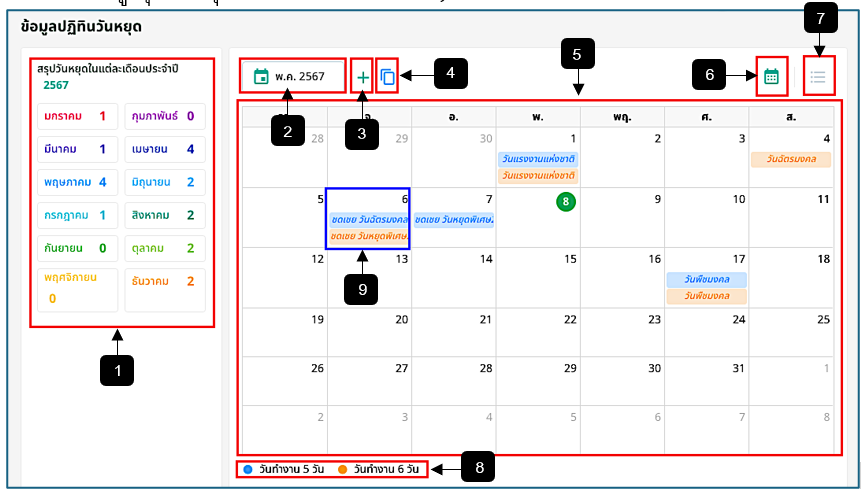 ข้อมูลปฏิทินวันหยุด
7
สรุปวันหยุดในแต่ละเดือนประจำปี
2567
มกราคม 1 กุมภาพันธ์ 0
มีนาคม 1 เมษายน 4
พฤษภาคม 4 มิถุนายน 2
กรกฎาคม 1 สิงหาคม 2
กันยายน 0 ตุลาคม 2
พฤศจิกายน
0
ธันวาคม 2
1
พ.ค. 2567
2
3
4
5
6
จ. อ. พ. พฤ. ศ. ส.
28 29 30 1 2 3 4
วันแรงงานแห่งชาติ วันฉัตรมงคล
วันแรงงานแห่งชาติ
5 6 7 8 9 10 11
ชดเชย วันฉัตรมงคล ชดเชย วันหยุดพิเศษ..
ชดเชย วันหยุดพิเศษ..
12 13 14 15 16 17 18
9
วันพืชมงคล
วันพืชมงคล
19 20 21 22 23 24 25
26 27 28 29 30 31 1
2 3 4 5 6 7 8
วันทำงาน 5 วัน วันทำงาน 6 วัน
8